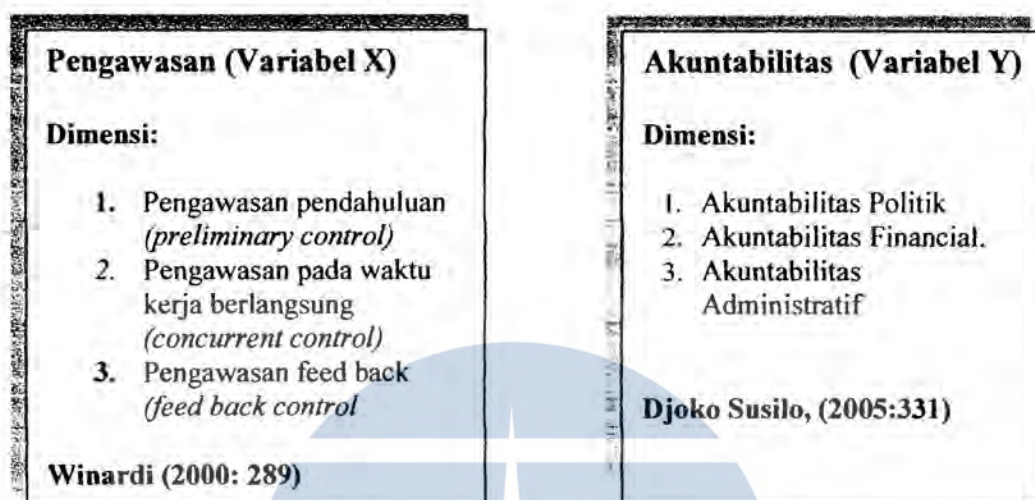 Pengawasan (Variabel X)
Dimensi:
1. Pengawasan pendahuluan
(preliminary control)
2. Pengawasan pada waktu
kerja berlangsung
(concurrent control)
3. Pengawasan feed back
(feed back control
Winardi (2000: 289)
Akuntabilitas (Variabel Y)
Dimensi:
1. Akuntabilitas Politik
2. Akuntabilitas Financial.
3. Akuntabilitas
Administratif
Djoko Susilo, (2005:331)